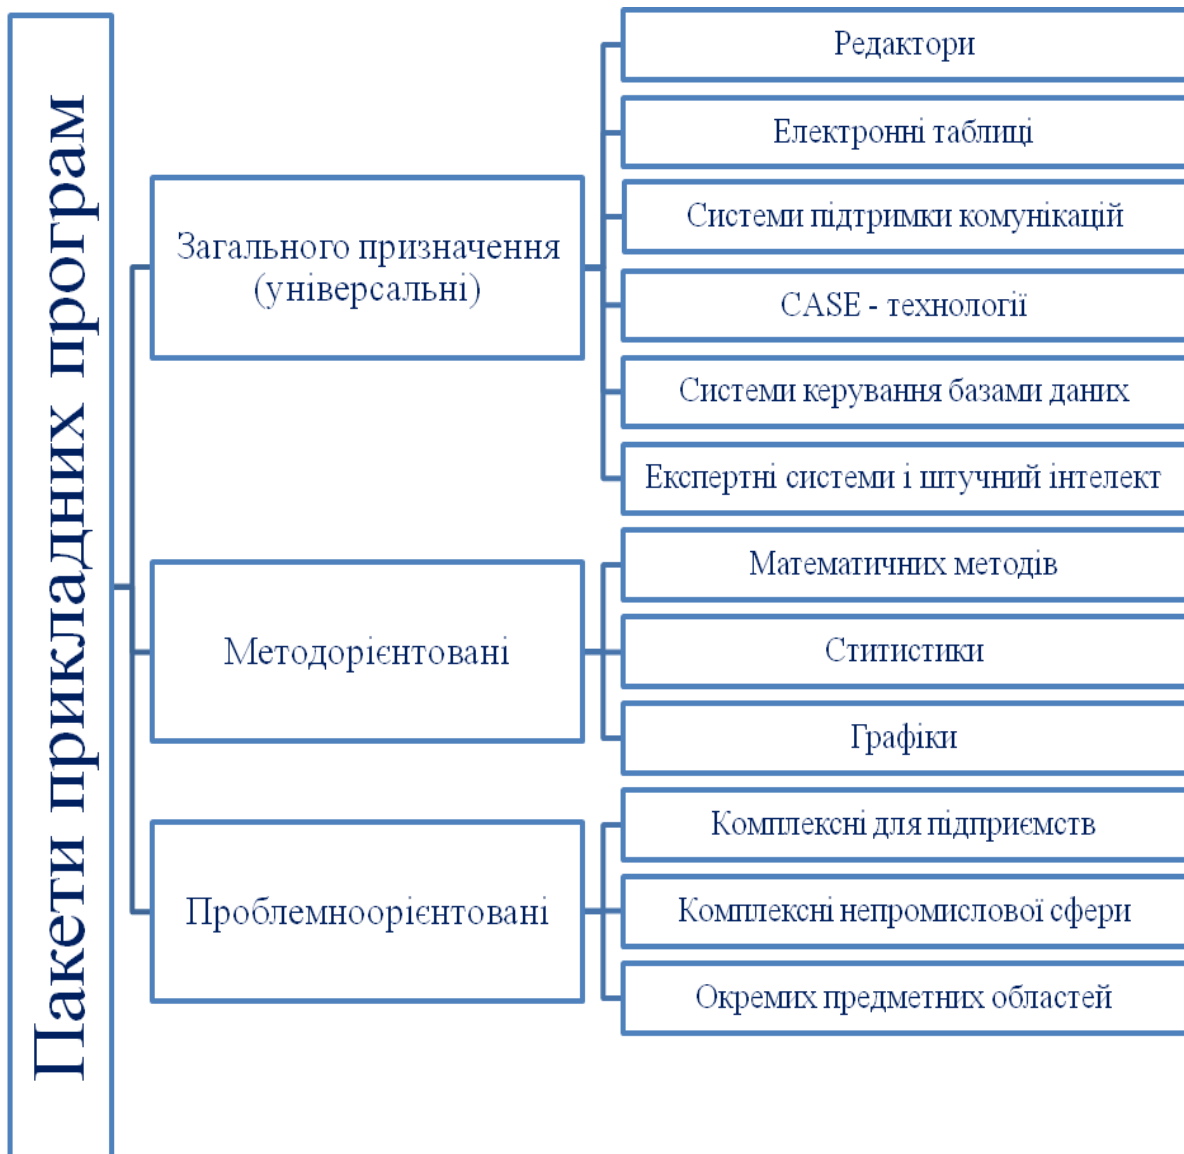 Пакети прикладних програм
Загального призначення
(універсальні)
Редактори
Електронні таблиці
Системи підтримки комунікацій
CASE - технології
Системи керування базами даних
Експертні системи і штучний інтелект
Методорієнтовані
Математичних методів
Ститистики
Графіки
Проблемноорієнтовані
Комплексні для підприємств
Комплексні непромислової сфери
Окремих предметних областей